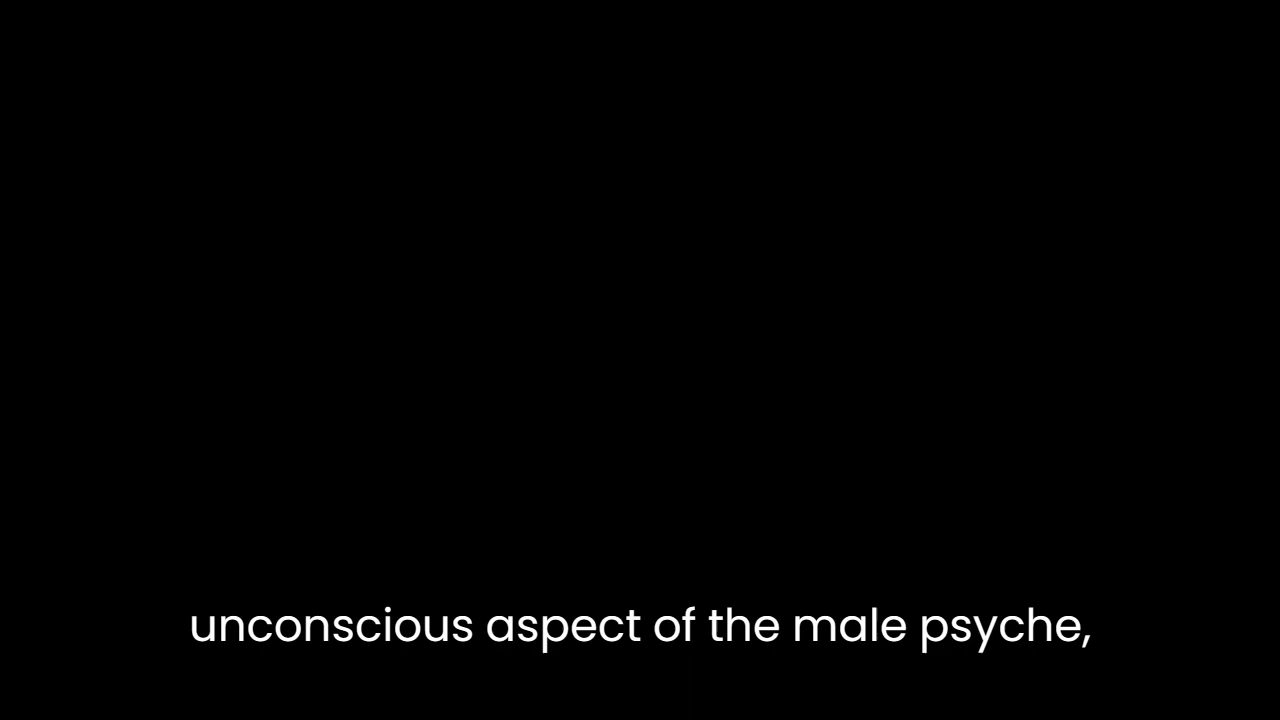 unconscious aspect of the male psyche,